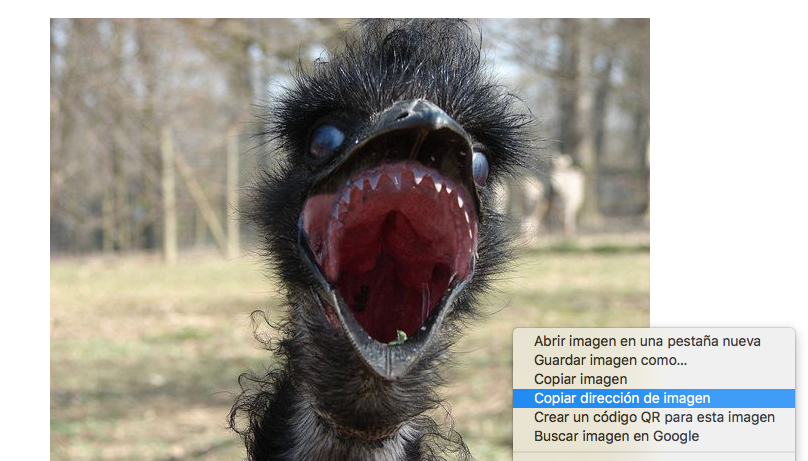 Abrir imagen en una pestaña nueva
Guardar imagen como...
Copiar imagen
Copiar dirección de imagen
Crear un código QR para esta imagen
Buscar imagen en Google